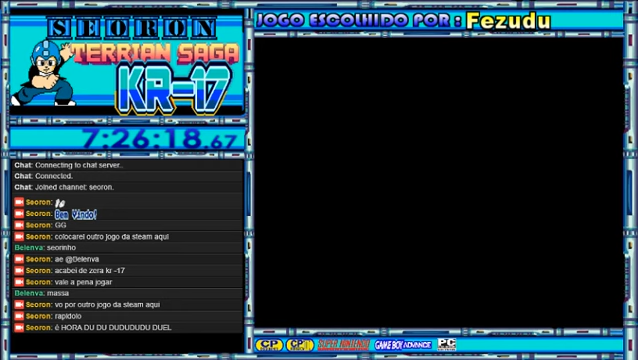 SEORON
TERRIAN SAGA
KR-17
7:26:18.67
JOGO ESCOLHIDO POR : Fezudu
Chat: Connecting to chat server..
Chat: Connected.
Chat: Joined channel: seoron.
Seoron:
Seoron: Bem Vindo!
Seoron: GG
Seoron: colocarei outro jogo da steam aqui
Belenva: seorinho
Seoron: ae @Belenva
Seoron: acabei de zera kr -17
Seoron: vale a pena jogar
Belenva: massa
Seoron: vo por outro jogo da steam aqui
Seoron: rapidolo
Seoron: é HORA DU DU DUDUDUDU DUEL
SUPER NINTENDO GAME BOY ADVANCE PC